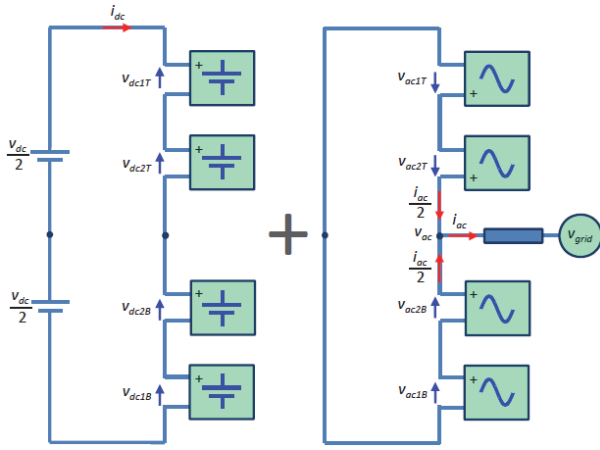 i_dc
+
v_dc1T
+
v_dc2T
v_dc
2
v_dc
2
+
v_dc2B
+
v_dc1B
+
v_ac1T
+
v_ac2T
+
i_ac
2
i_ac
v_ac
v_grid
i_ac
2
+
v_ac2B
+
v_ac1B